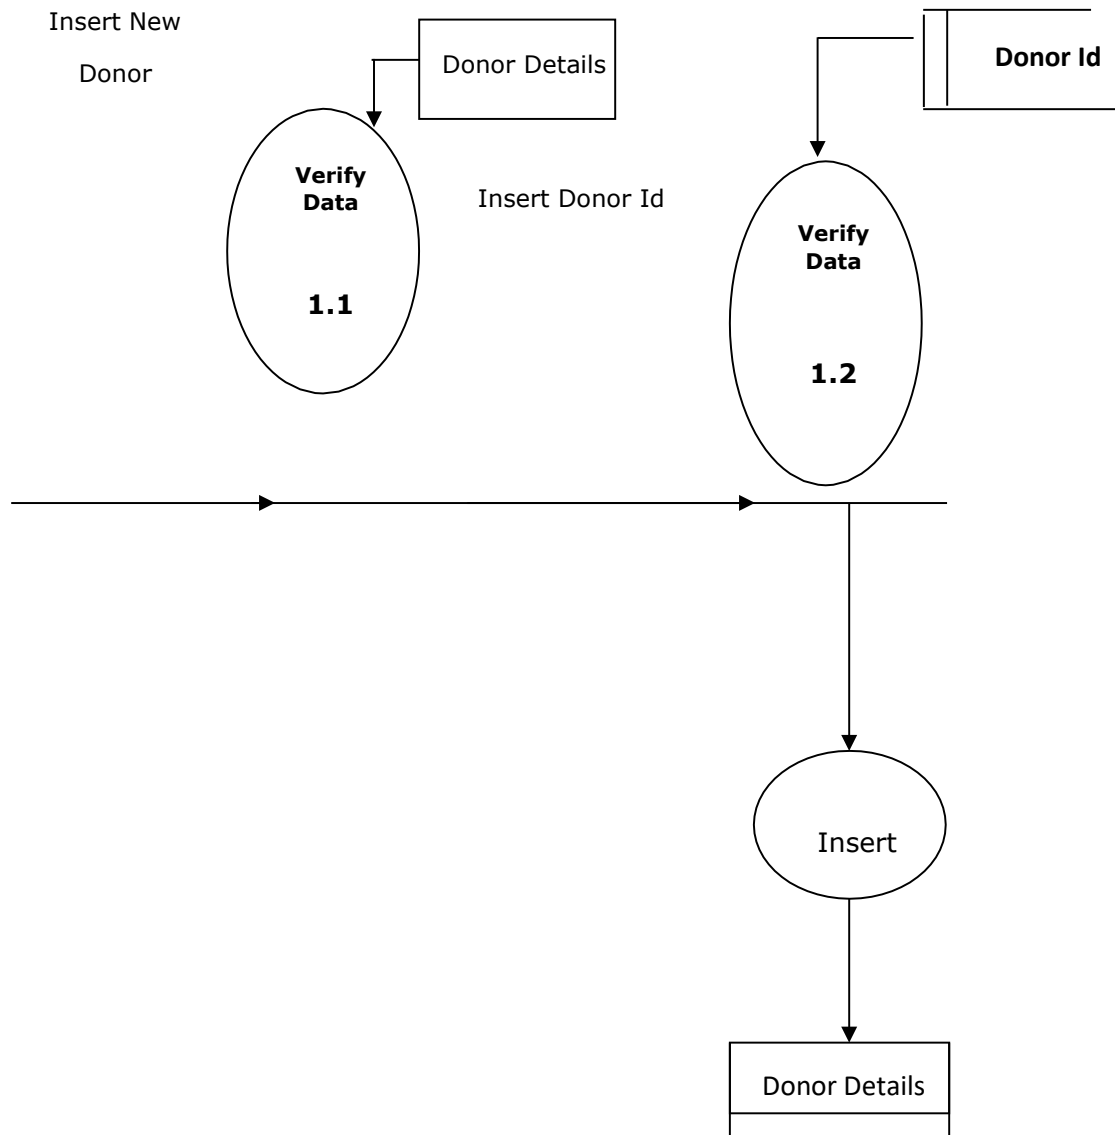 Insert New
Donor
Donor Details
Donor Id
Verify
Data
1.1
Insert Donor Id
Verify
Data
1.2
Insert
Donor Details